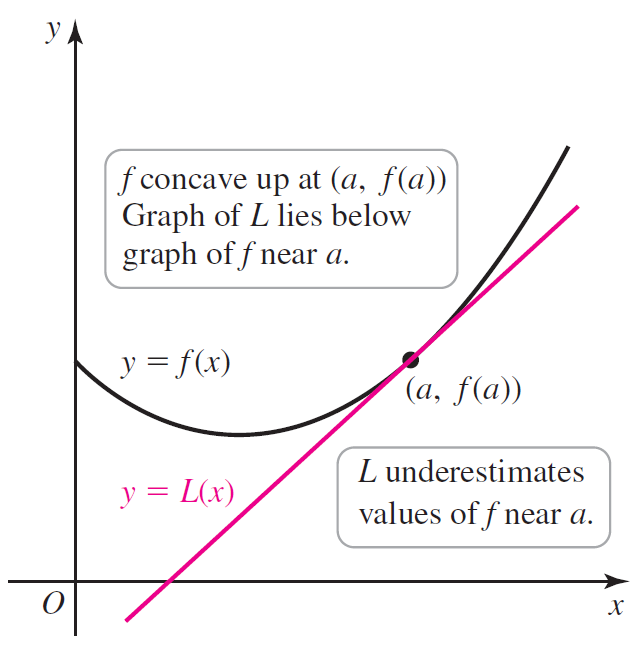 y
f concave up at (a, f(a))
Graph of L lies below
graph of f near a.
y = f(x)
(a, f(a))
L underestimates
values of f near a.
y = L(x)
O
x